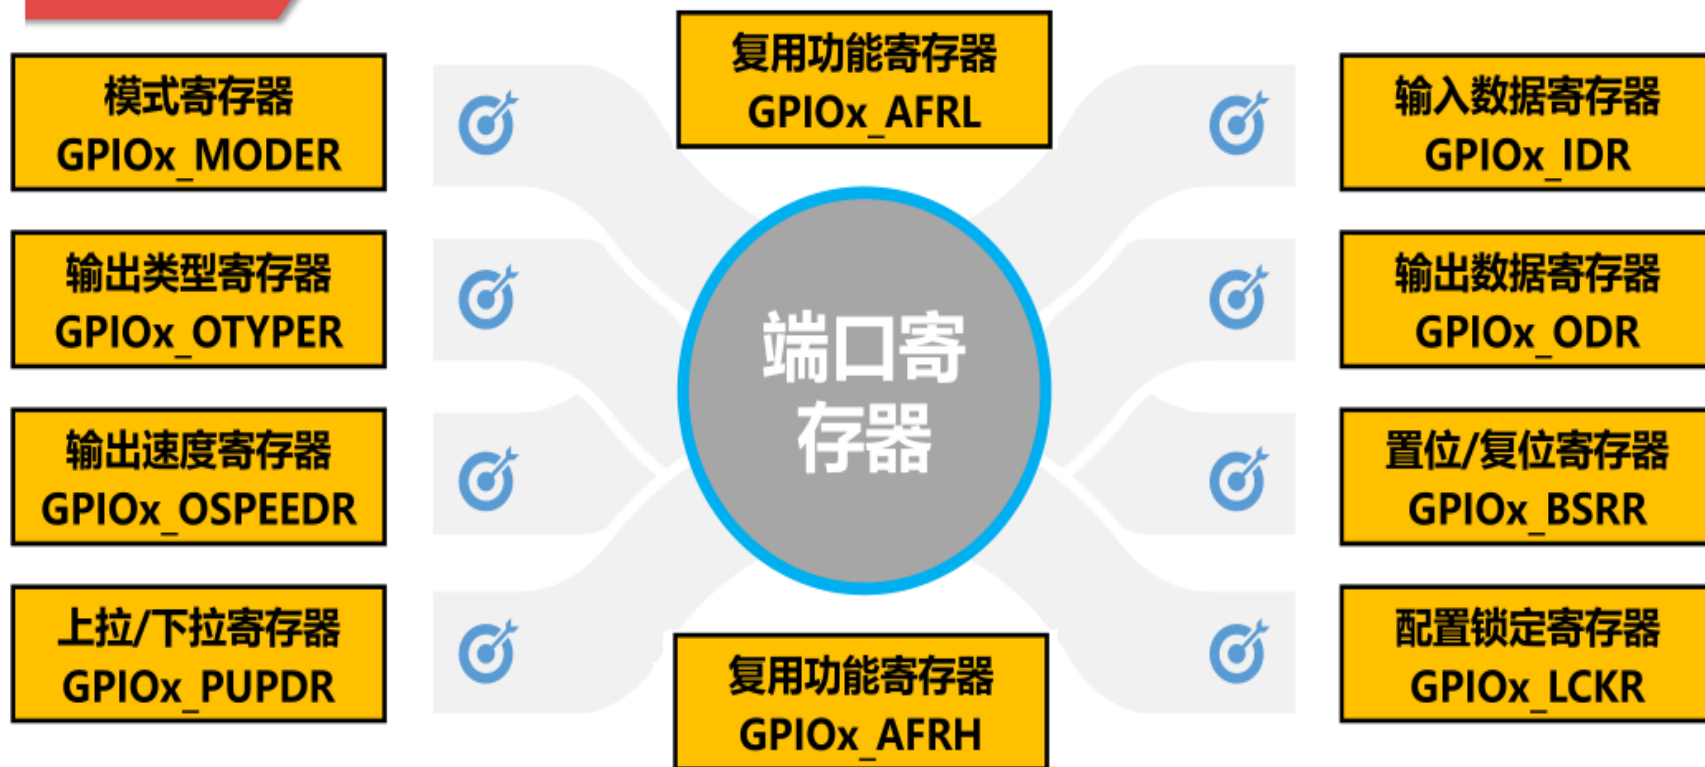 模式寄存器
GPIOx_MODER
输出类型寄存器
GPIOx_OTYPER
输出速度寄存器
GPIOx_OSPEEDR
上拉/下拉寄存器
GPIOx_PUPDR
复用功能寄存器
GPIOx_AFRL
端口寄
存器
复用功能寄存器
GPIOx_AFRH
输入数据寄存器
GPIOx_IDR
输出数据寄存器
GPIOx_ODR
置位/复位寄存器
GPIOx_BSRR
配置锁定寄存器
GPIOx_LCKR